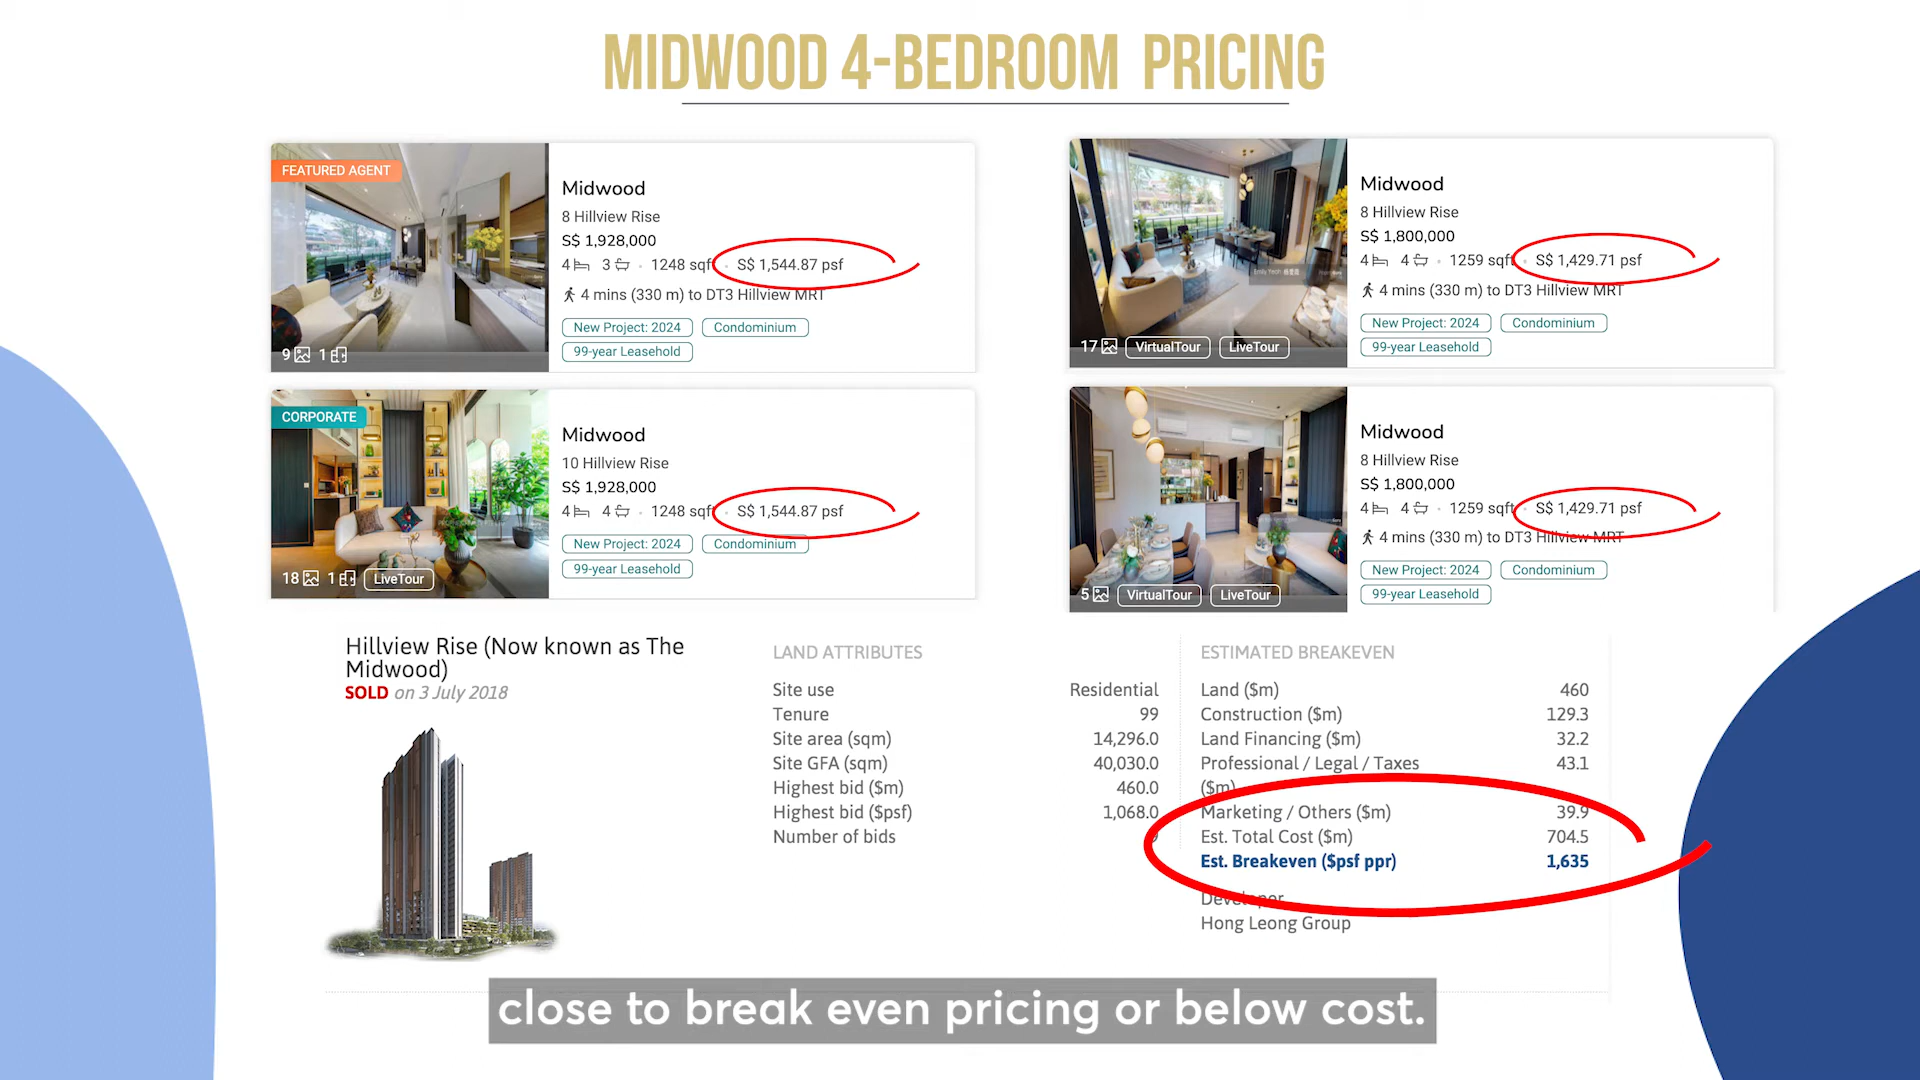 MIDWOOD 4-BEDROOM PRICING
FEATURED AGENT
9 1
Midwood
8 Hillview Rise
S$ 1,928,000
4 3 • 1248 sqft • S$ 1,544.87 psf
4 mins (330 m) to DT3 Hillview MRT
New Project: 2024 Condominium
99-year Leasehold
17 VirtualTour LiveTour
Midwood
8 Hillview Rise
S$ 1,800,000
4 4 • 1259 sqft • S$ 1,429.71 psf
4 mins (330 m) to DT3 Hillview MRT
New Project: 2024 Condominium
99-year Leasehold
CORPORATE
18 1 LiveTour
Midwood
10 Hillview Rise
S$ 1,928,000
4 4 • 1248 sqft • S$ 1,544.87 psf
New Project: 2024 Condominium
99-year Leasehold
5 VirtualTour LiveTour
Midwood
8 Hillview Rise
S$ 1,800,000
4 4 • 1259 sqft • S$ 1,429.71 psf
4 mins (330 m) to DT3 Hillview MRT
New Project: 2024 Condominium
99-year Leasehold
Hillview Rise (Now known as The
Midwood)
SOLD on 3 July 2018
LAND ATTRIBUTES
Site use Residential
Tenure 99
Site area (sqm) 14,296.0
Site GFA (sqm) 40,030.0
Highest bid ($m) 460.0
Highest bid ($psf) 1,068.0
Number of bids
ESTIMATED BREAKEVEN
Land ($m) 460
Construction ($m) 129.3
Land Financing ($m) 32.2
Professional / Legal / Taxes 43.1
($m)
Marketing / Others ($m) 39.9
Est. Total Cost ($m) 704.5
Est. Breakeven ($psf ppr) 1,635
Developer
Hong Leong Group
close to break even pricing or below cost.